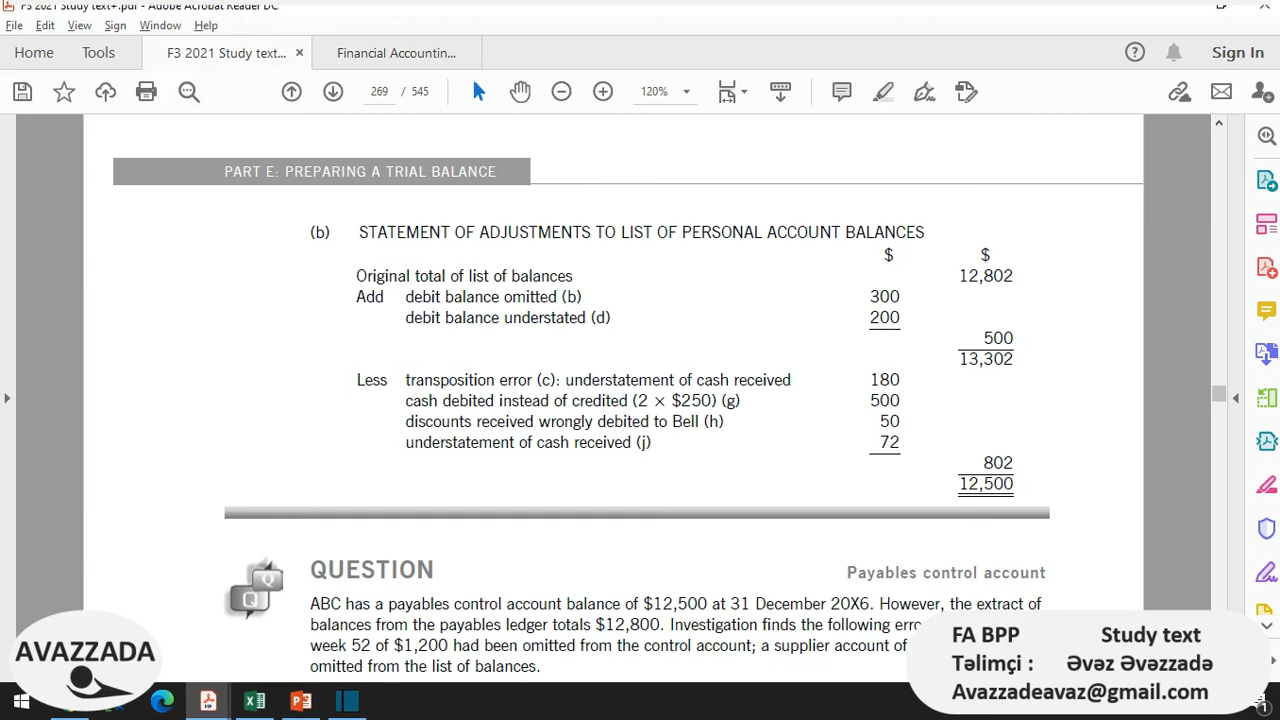 F3 2021 Study text+.pdf - Adobe Acrobat Reader DC
File Edit View Sign Window Help
Home Tools F3 2021 Study text... × Financial Accountin... Sign In
269 / 545 120%
PART E: PREPARING A TRIAL BALANCE
(b) STATEMENT OF ADJUSTMENTS TO LIST OF PERSONAL ACCOUNT BALANCES
$ $
Original total of list of balances 12,802
Add debit balance omitted (b) 300
debit balance understated (d) 200
500
13,302
Less transposition error (c): understatement of cash received 180
cash debited instead of credited (2 × $250) (g) 500
discounts received wrongly debited to Bell (h) 50
understatement of cash received (j) 72
802
12,500
Q
Q
QUESTION Payables control account
ABC has a payables control account balance of $12,500 at 31 December 20X6. However, the extract of
balances from the payables ledger totals $12,800. Investigation finds the following erro
week 52 of $1,200 had been omitted from the control account; a supplier account of
omitted from the list of balances.
AVAZZADA
FA BPP Study text
Təlimçi : Əvəz Əvəzzadə
Avazzadeavaz@gmail.com